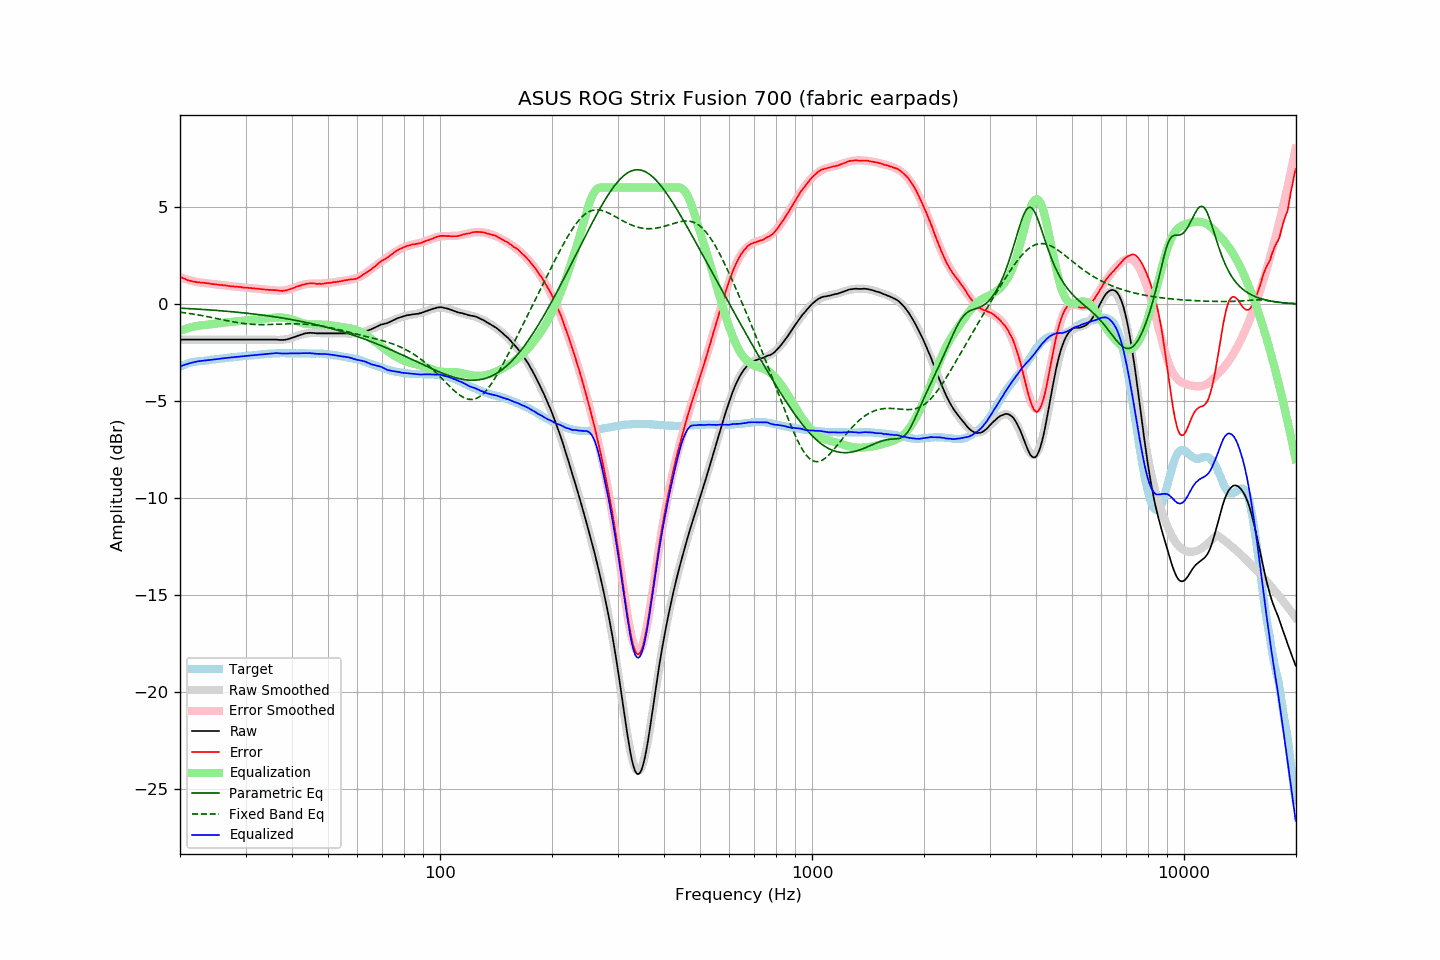 ASUS ROG Strix Fusion 700 (fabric earpads)
Amplitude (dBr)
5
0
−5
−10
−15
−20
−25
Target
Raw Smoothed
Error Smoothed
Raw
Error
Equalization
Parametric Eq
Fixed Band Eq
Equalized
100
1000
10000
Frequency (Hz)